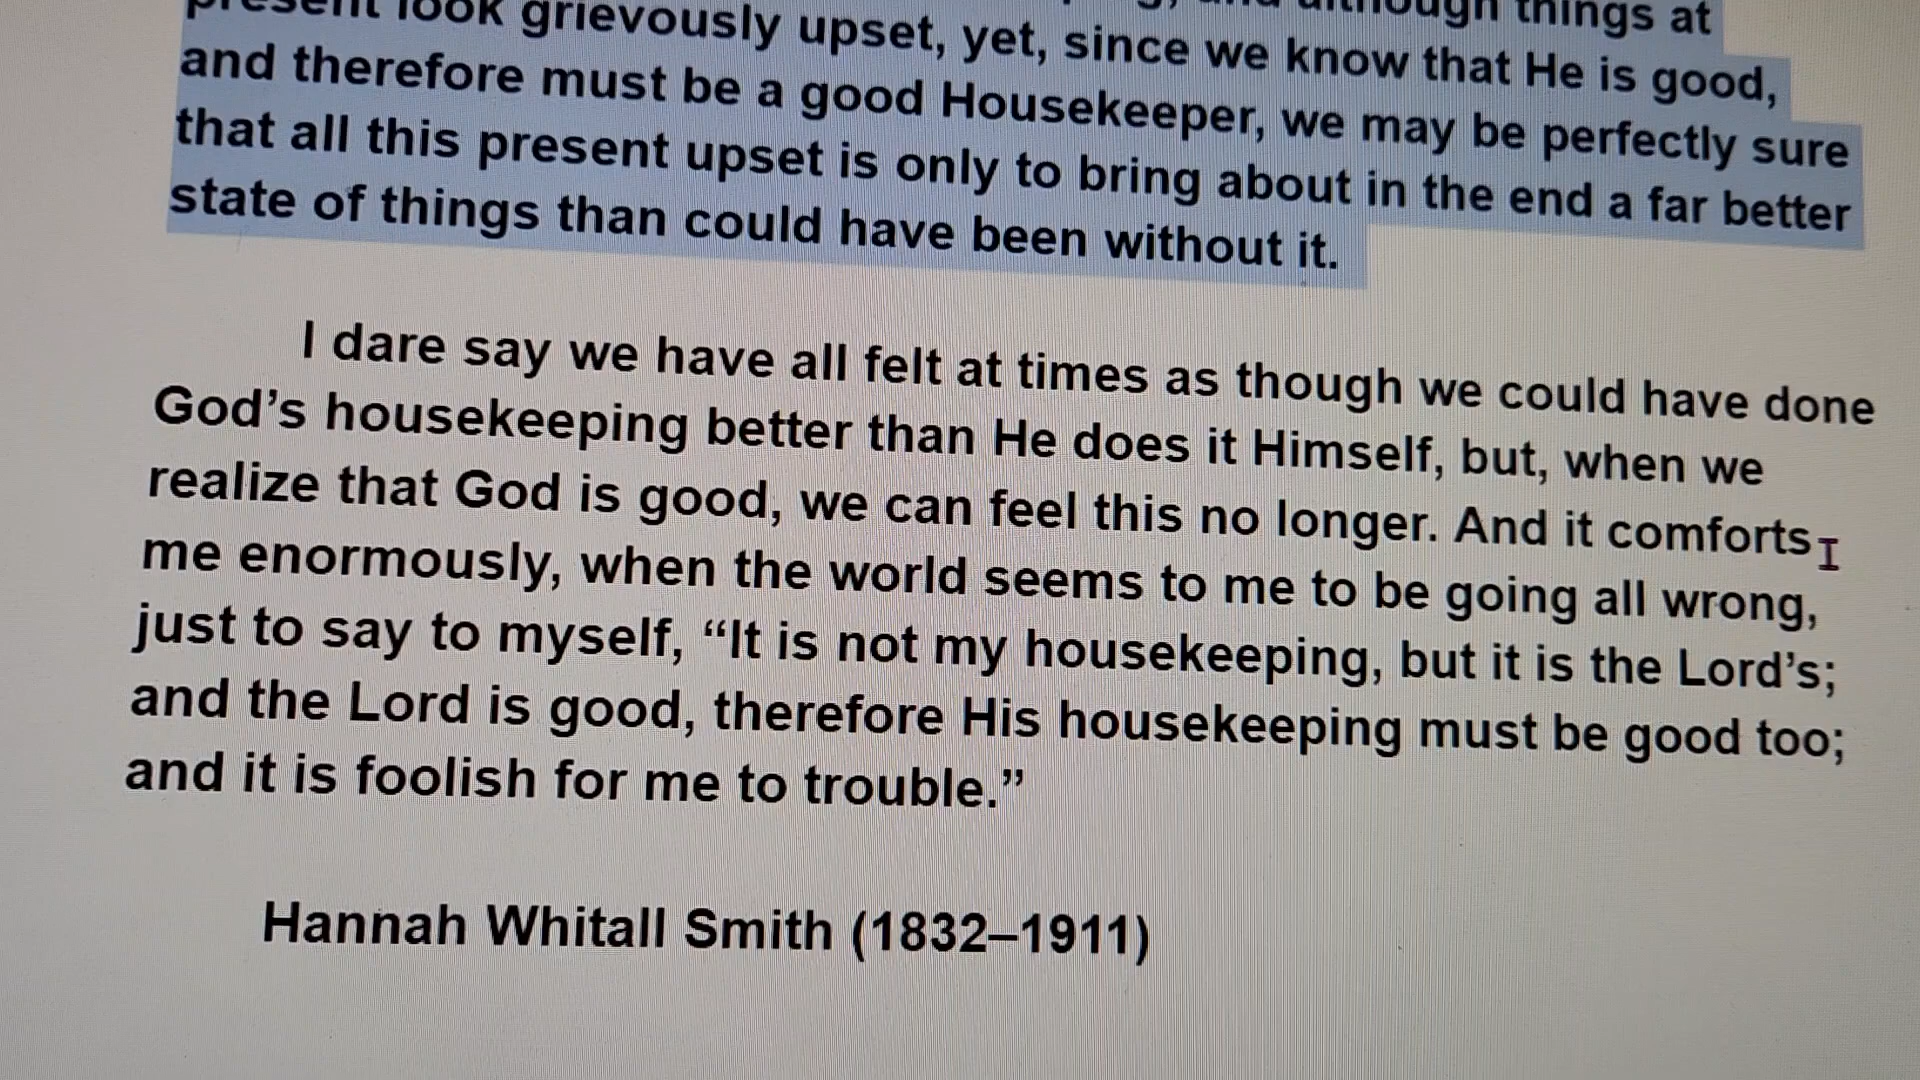 present look grievously upset, yet, since we know that He is good,
although things at
and therefore must be a good Housekeeper, we may be perfectly sure
that all this present upset is only to bring about in the end a far better
state of things than could have been without it.
I dare say we have all felt at times as though we could have done
God’s housekeeping better than He does it Himself, but, when we
realize that God is good, we can feel this no longer. And it comforts
me enormously, when the world seems to me to be going all wrong,
just to say to myself, “It is not my housekeeping, but it is the Lord’s;
and the Lord is good, therefore His housekeeping must be good too;
and it is foolish for me to trouble.”
Hannah Whitall Smith (1832–1911)